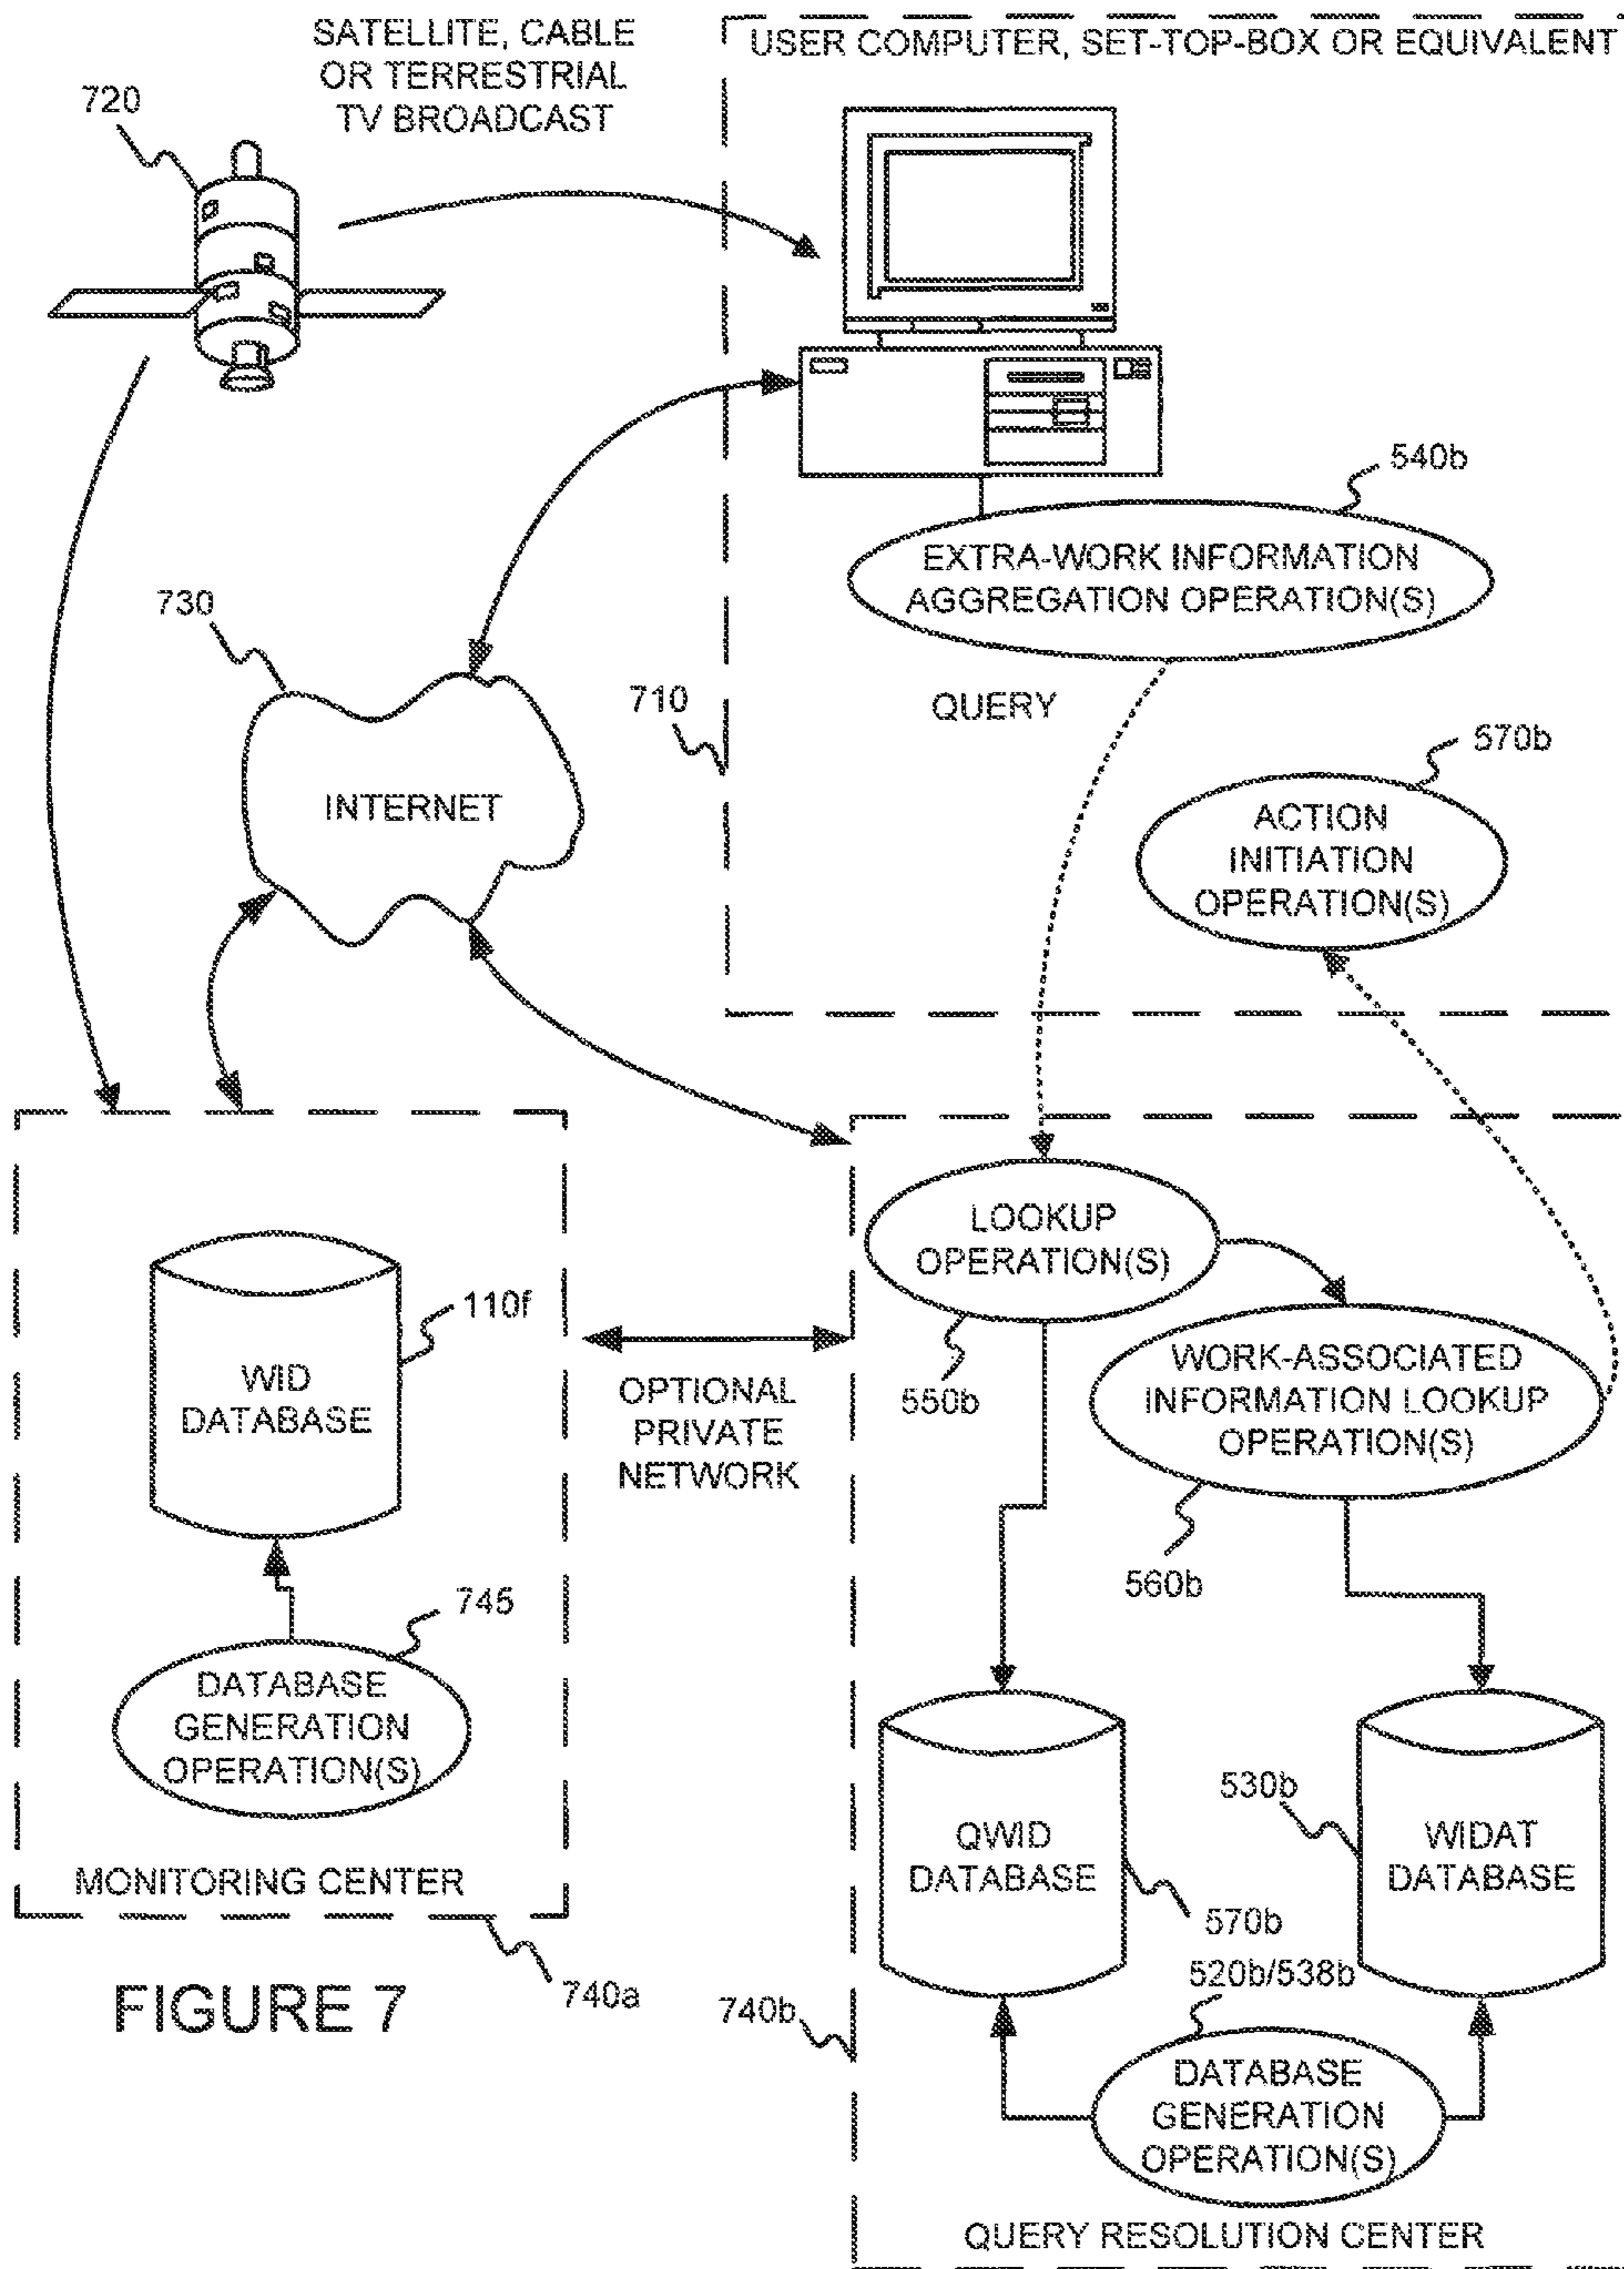 SATELLITE, CABLE
OR TERRESTRIAL
TV BROADCAST
USER COMPUTER, SET-TOP-BOX OR EQUIVALENT
720
540b
EXTRA-WORK INFORMATION
AGGREGATION OPERATION(S)
730
710
QUERY
570b
INTERNET
ACTION
INITIATION
OPERATION(S)
LOOKUP
OPERATION(S)
110f
WID
DATABASE
OPTIONAL
PRIVATE
NETWORK
550b
WORK-ASSOCIATED
INFORMATION LOOKUP
OPERATION(S)
560b
745
DATABASE
GENERATION
OPERATION(S)
530b
QWID
DATABASE
WIDAT
DATABASE
MONITORING CENTER
570b
740a
520b/538b
FIGURE 7
740b
DATABASE
GENERATION
OPERATION(S)
QUERY RESOLUTION CENTER